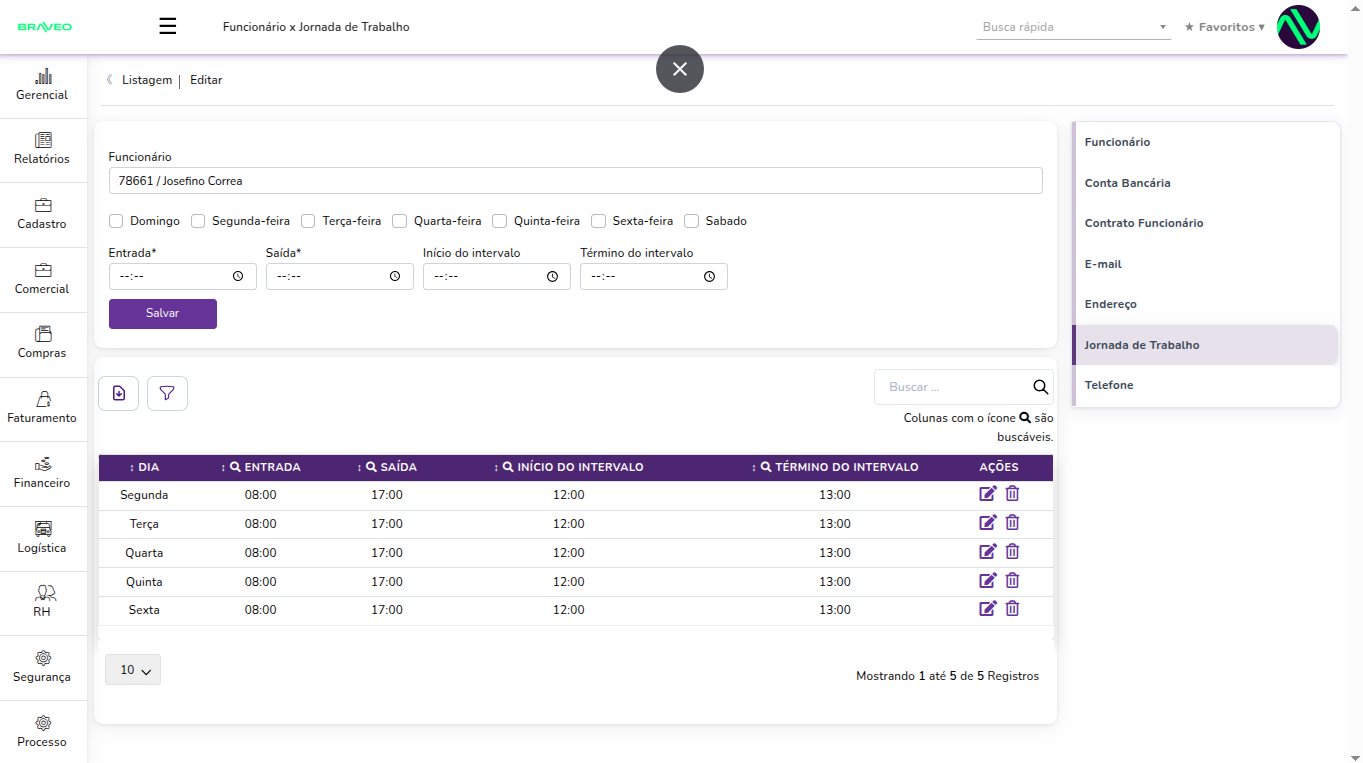 BRAVEO
Funcionário x Jornada de Trabalho
Busca rápida
★ Favoritos ▾
Gerencial
Relatórios
Cadastro
Comercial
Compras
Faturamento
Financeiro
Logística
RH
Segurança
Processo
Listagem | Editar
Funcionário
78661 / Josefino Correa
Domingo Segunda-feira Terça-feira Quarta-feira Quinta-feira Sexta-feira Sabado
Entrada* Saída* Início do intervalo Término do intervalo
--:-- --:-- --:-- --:--
Salvar
Buscar ...
Colunas com o ícone são
buscáveis.
↕ DIA ↕ ENTRADA ↕ SAÍDA ↕ INÍCIO DO INTERVALO ↕ TÉRMINO DO INTERVALO AÇÕES
Segunda 08:00 17:00 12:00 13:00
Terça 08:00 17:00 12:00 13:00
Quarta 08:00 17:00 12:00 13:00
Quinta 08:00 17:00 12:00 13:00
Sexta 08:00 17:00 12:00 13:00
10
Mostrando 1 até 5 de 5 Registros
Funcionário
Conta Bancária
Contrato Funcionário
E-mail
Endereço
Jornada de Trabalho
Telefone